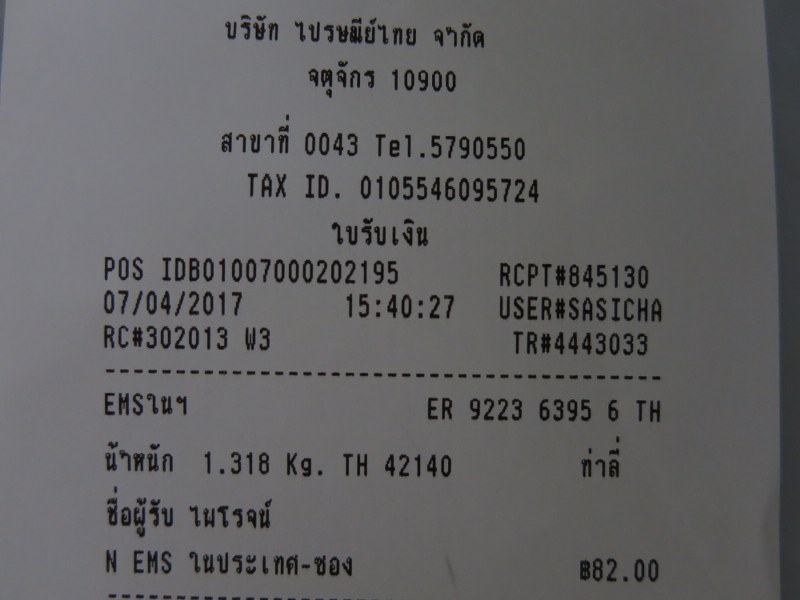 บริษัท ไปรษณีย์ไทย จำกัด
จตุจักร 10900
สาขาที่ 0043 Tel.5790550
TAX ID. 0105546095724
ใบรับเงิน
POS IDB01007000202195 RCPT#845130
07/04/2017 15:40:27 USER#SASICHA
RC#302013 W3 TR#4443033
EMSในฯ ER 9223 6395 6 TH
น้ำหนัก 1.318 Kg. TH 42140 ท่าลี่
ชื่อผู้รับ ไพโรจน์
N EMS ในประเทศ-ซอง ฿82.00